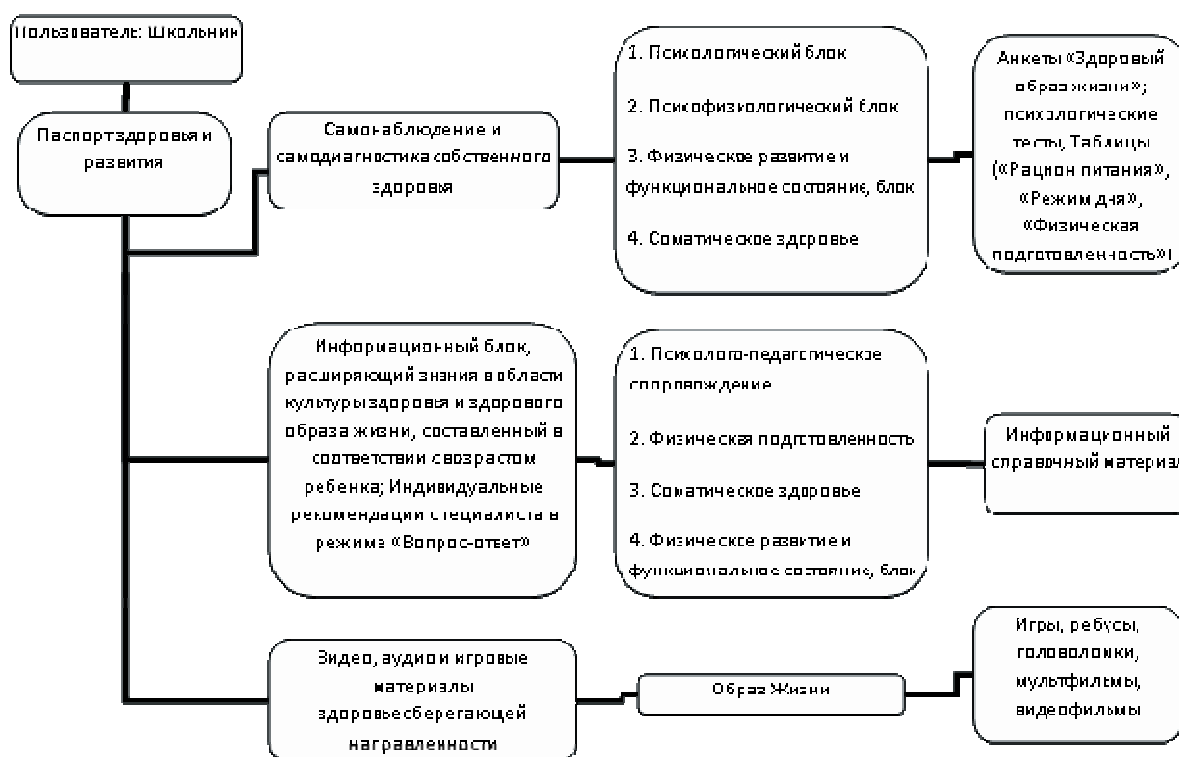 Пользователь: Школьник
Паспорт здоровья и
развития
Самонаблюдение и
самодиагностика собственного
здоровья
1. Психологический блок
2. Психофизиологический блок
3. Физическое развитие и
функциональное состояние, блок
4. Соматическое здоровье
Анкеты «Здоровый
образ жизни»;
психологические
тесты, Таблицы
(«Рацион питания»,
«Режим дня»,
«Физическая
подготовленность»)
Информационный блок,
расширяющий знания в области
культуры здоровья и здорового
образа жизни, составленный в
соответствии с возрастом
ребенка; Индивидуальные
рекомендации специалиста в
режиме «Вопрос-ответ»
1. Психолого-педагогическое
сопровождение
2. Физическая подготовленность
3. Соматическое здоровье
4. Физическое развитие и
функциональное состояние, блок
Информационный
справочный материал
Видео, аудио и игровые
материалы
здоровьесберегающей
направленности
Образ Жизни
Игры, ребусы,
головоломки,
мультфильмы,
видеофильмы